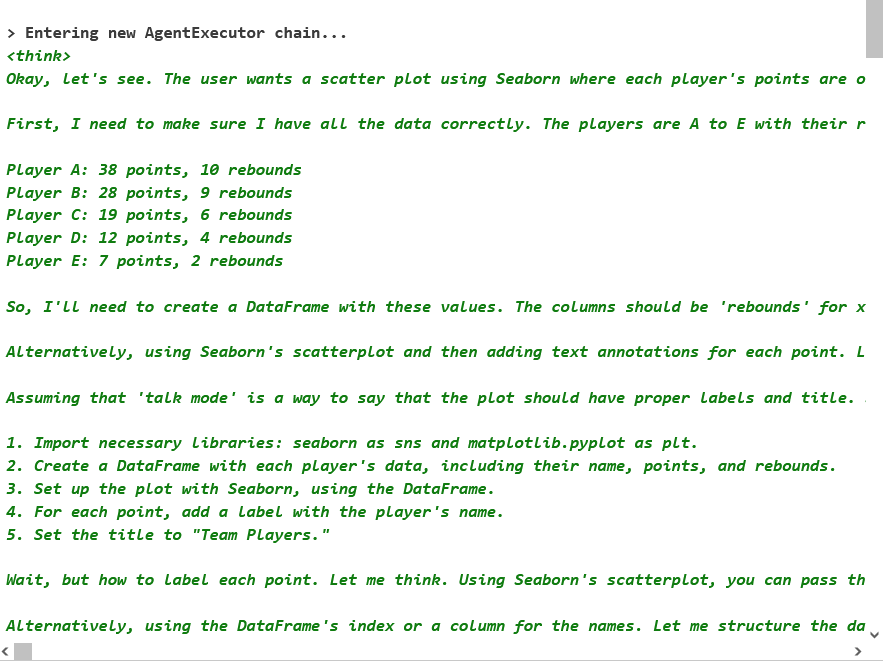 > Entering new AgentExecutor chain...
<think>
Okay, let's see. The user wants a scatter plot using Seaborn where each player's points are o
First, I need to make sure I have all the data correctly. The players are A to E with their r
Player A: 38 points, 10 rebounds
Player B: 28 points, 9 rebounds
Player C: 19 points, 6 rebounds
Player D: 12 points, 4 rebounds
Player E: 7 points, 2 rebounds
So, I'll need to create a DataFrame with these values. The columns should be 'rebounds' for x
Alternatively, using Seaborn's scatterplot and then adding text annotations for each point. L
Assuming that 'talk mode' is a way to say that the plot should have proper labels and title.
1. Import necessary libraries: seaborn as sns and matplotlib.pyplot as plt.
2. Create a DataFrame with each player's data, including their name, points, and rebounds.
3. Set up the plot with Seaborn, using the DataFrame.
4. For each point, add a label with the player's name.
5. Set the title to "Team Players."
Wait, but how to label each point. Let me think. Using Seaborn's scatterplot, you can pass th
Alternatively, using the DataFrame's index or a column for the names. Let me structure the da